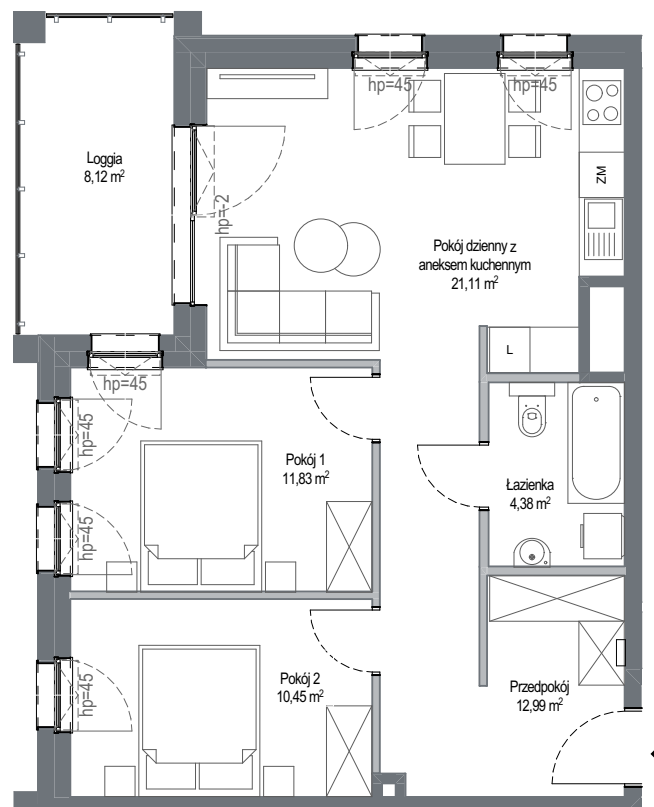 hp=45
hp=45
Loggia
8,12 m²
ZM
hp=-2
Pokój dzienny z
aneksem kuchennym
21,11 m²
L
hp=45
hp=45
Pokój 1
11,83 m²
Łazienka
4,38 m²
hp=45
hp=45
Pokój 2
10,45 m²
Przedpokój
12,99 m²